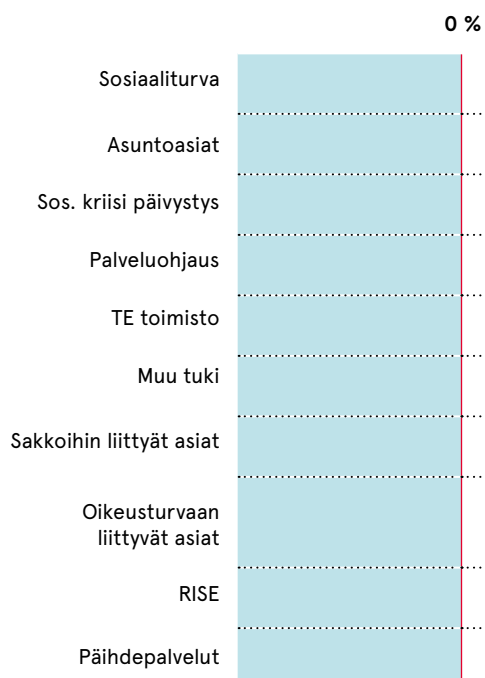 0 %
Sosiaaliturva
Asuntoasiat
Sos. kriisi päivystys
Palveluohjaus
TE toimisto
Muu tuki
Sakkoihin liittyät asiat
Oikeusturvaan
liittyvät asiat
RISE
Päihdepalvelut